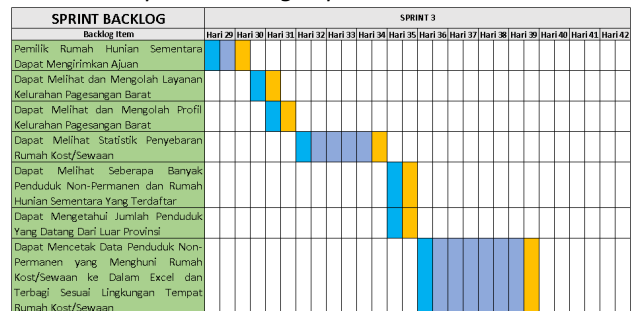 SPRINT BACKLOG
SPRINT 3
Backlog Item
Hari 29 Hari 30 Hari 31 Hari 32 Hari 33 Hari 34 Hari 35 Hari 36 Hari 37 Hari 38 Hari 39 Hari 40 Hari 41 Hari 42
Pemilik Rumah Hunian Sementara
Dapat Mengirimkan Ajuan
Dapat Melihat dan Mengolah Layanan
Kelurahan Pagesangan Barat
Dapat Melihat dan Mengolah Profil
Kelurahan Pagesangan Barat
Dapat Melihat Statistik Penyebaran
Rumah Kost/Sewaan
Dapat Melihat Seberapa Banyak
Penduduk Non-Permanen dan Rumah
Hunian Sementara Yang Terdaftar
Dapat Mengetahui Jumlah Penduduk
Yang Datang Dari Luar Provinsi
Dapat Mencetak Data Penduduk Non-
Permanen yang Menghuni Rumah
Kost/Sewaan ke Dalam Excel dan
Terbagi Sesuai Lingkungan Tempat
Rumah Kost/Sewaan